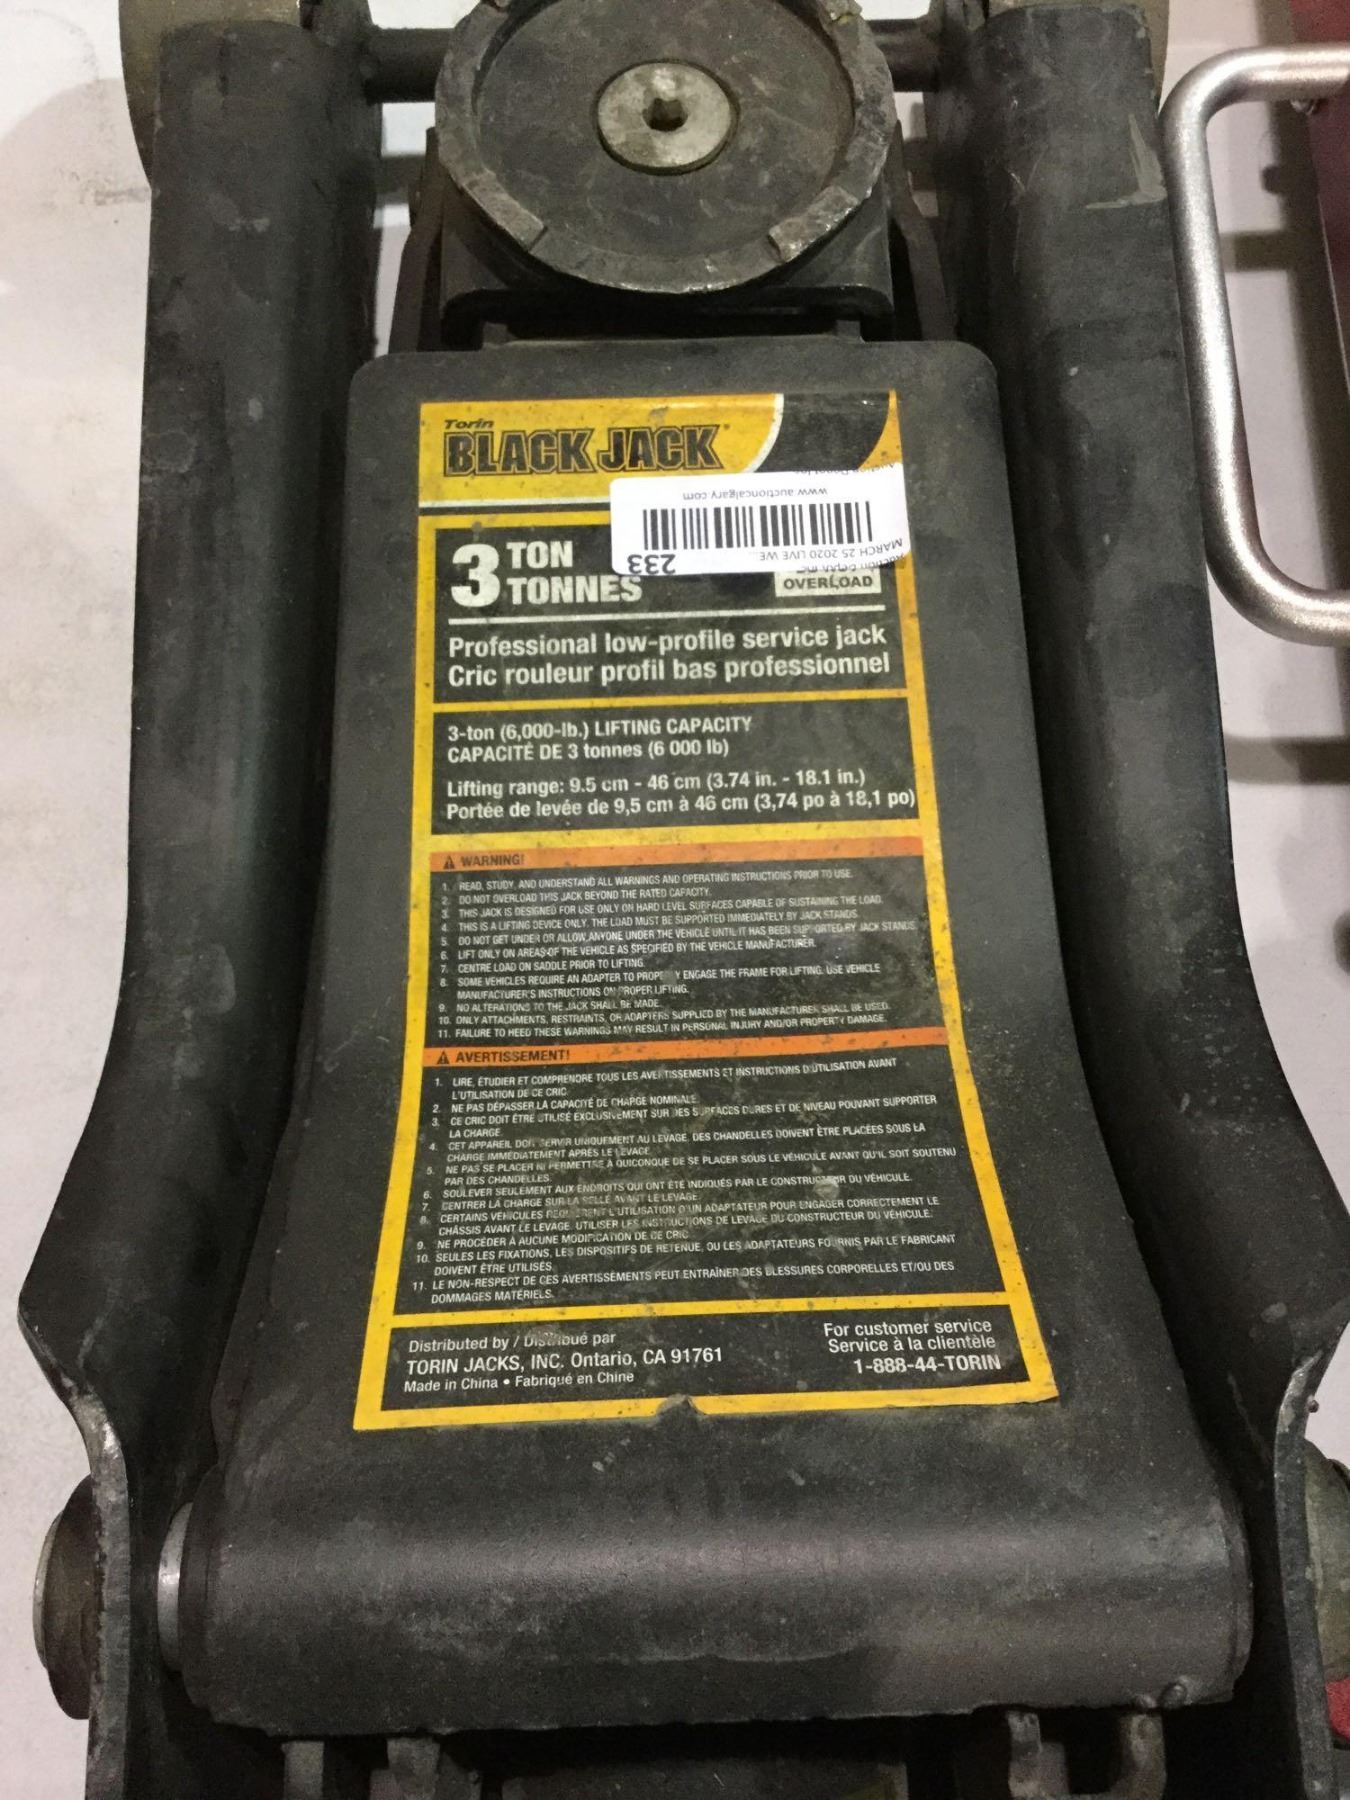 Torin
BLACK JACK
www.auctioncalgary.com
MARCH 25 2020 LIVE WE...
233
3 TON
TONNES
OVERLOAD
Professional low-profile service jack
Cric rouleur profil bas professionnel
3-ton (6,000-lb.) LIFTING CAPACITY
CAPACITÉ DE 3 tonnes (6 000 lb)
Lifting range: 9.5 cm - 46 cm (3.74 in. - 18.1 in.)
Portée de levée de 9,5 cm à 46 cm (3,74 po à 18,1 po)
WARNING!
1. READ, STUDY, AND UNDERSTAND ALL WARNINGS AND OPERATING INSTRUCTIONS PRIOR TO USE.
2. DO NOT OVERLOAD THIS JACK BEYOND THE RATED CAPACITY.
3. THIS JACK IS DESIGNED FOR USE ONLY ON HARD LEVEL SURFACES CAPABLE OF SUSTAINING THE LOAD.
4. THIS IS A LIFTING DEVICE ONLY. THE LOAD MUST BE SUPPORTED IMMEDIATELY BY JACK STANDS.
5. DO NOT GET UNDER OR ALLOW ANYONE UNDER THE VEHICLE UNTIL IT HAS BEEN SUPPORTED BY JACK STANDS.
6. LIFT ONLY ON AREAS OF THE VEHICLE AS SPECIFIED BY THE VEHICLE MANUFACTURER.
7. CENTRE LOAD ON SADDLE PRIOR TO LIFTING.
8. SOME VEHICLES REQUIRE AN ADAPTER TO PROPERLY ENGAGE THE FRAME FOR LIFTING. USE VEHICLE
MANUFACTURER'S INSTRUCTIONS ON PROPER LIFTING.
9. NO ALTERATIONS TO THE JACK SHALL BE MADE.
10. ONLY ATTACHMENTS, RESTRAINTS, OR ADAPTERS SUPPLIED BY THE MANUFACTURER SHALL BE USED.
11. FAILURE TO HEED THESE WARNINGS MAY RESULT IN PERSONAL INJURY AND/OR PROPERTY DAMAGE.
AVERTISSEMENT!
1. LIRE, ÉTUDIER ET COMPRENDRE TOUS LES AVERTISSEMENTS ET INSTRUCTIONS D'UTILISATION AVANT
L'UTILISATION DE CE CRIC.
2. NE PAS DÉPASSER LA CAPACITÉ DE CHARGE NOMINALE.
3. CE CRIC DOIT ÊTRE UTILISÉ EXCLUSIVEMENT SUR DES SURFACES DURES ET DE NIVEAU POUVANT SUPPORTER
LA CHARGE.
4. CET APPAREIL DOIT SERVIR UNIQUEMENT AU LEVAGE. DES CHANDELLES DOIVENT ÊTRE PLACÉES SOUS LA
CHARGE IMMÉDIATEMENT APRÈS LE LEVAGE.
5. NE PAS SE PLACER NI PERMETTRE À QUICONQUE DE SE PLACER SOUS LE VÉHICULE AVANT QU'IL SOIT SOUTENU
PAR DES CHANDELLES.
6. SOULEVER SEULEMENT AUX ENDROITS QUI ONT ÉTÉ INDIQUÉS PAR LE CONSTRUCTEUR DU VÉHICULE.
7. CENTRER LA CHARGE SUR LA SELLE AVANT LE LEVAGE.
8. CERTAINS VÉHICULES REQUIÈRENT L'UTILISATION D'UN ADAPTATEUR POUR ENGAGER CORRECTEMENT LE
CHÂSSIS AVANT LE LEVAGE. UTILISER LES INSTRUCTIONS DE LEVAGE DU CONSTRUCTEUR DU VÉHICULE.
9. NE PROCÉDER À AUCUNE MODIFICATION DE CE CRIC.
10. SEULES LES FIXATIONS, LES DISPOSITIFS DE RETENUE, OU LES ADAPTATEURS FOURNIS PAR LE FABRICANT
DOIVENT ÊTRE UTILISÉS.
11. LE NON-RESPECT DE CES AVERTISSEMENTS PEUT ENTRAÎNER DES BLESSURES CORPORELLES ET/OU DES
DOMMAGES MATÉRIELS.
Distributed by / Distribué par
TORIN JACKS, INC. Ontario, CA 91761
Made in China • Fabriqué en Chine
For customer service
Service à la clientèle
1-888-44-TORIN